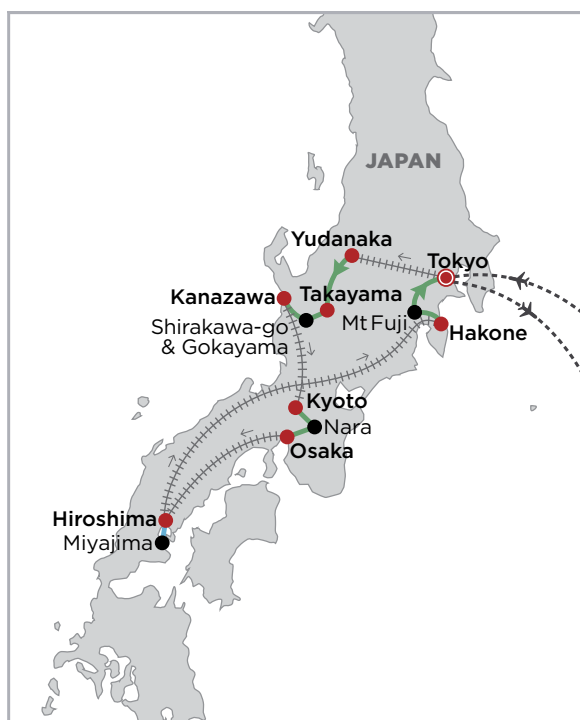 JAPAN
Yudanaka
Tokyo
Kanazawa
Takayama
Shirakawa-go
& Gokayama
Mt Fuji
Hakone
Kyoto
Nara
Osaka
Hiroshima
Miyajima